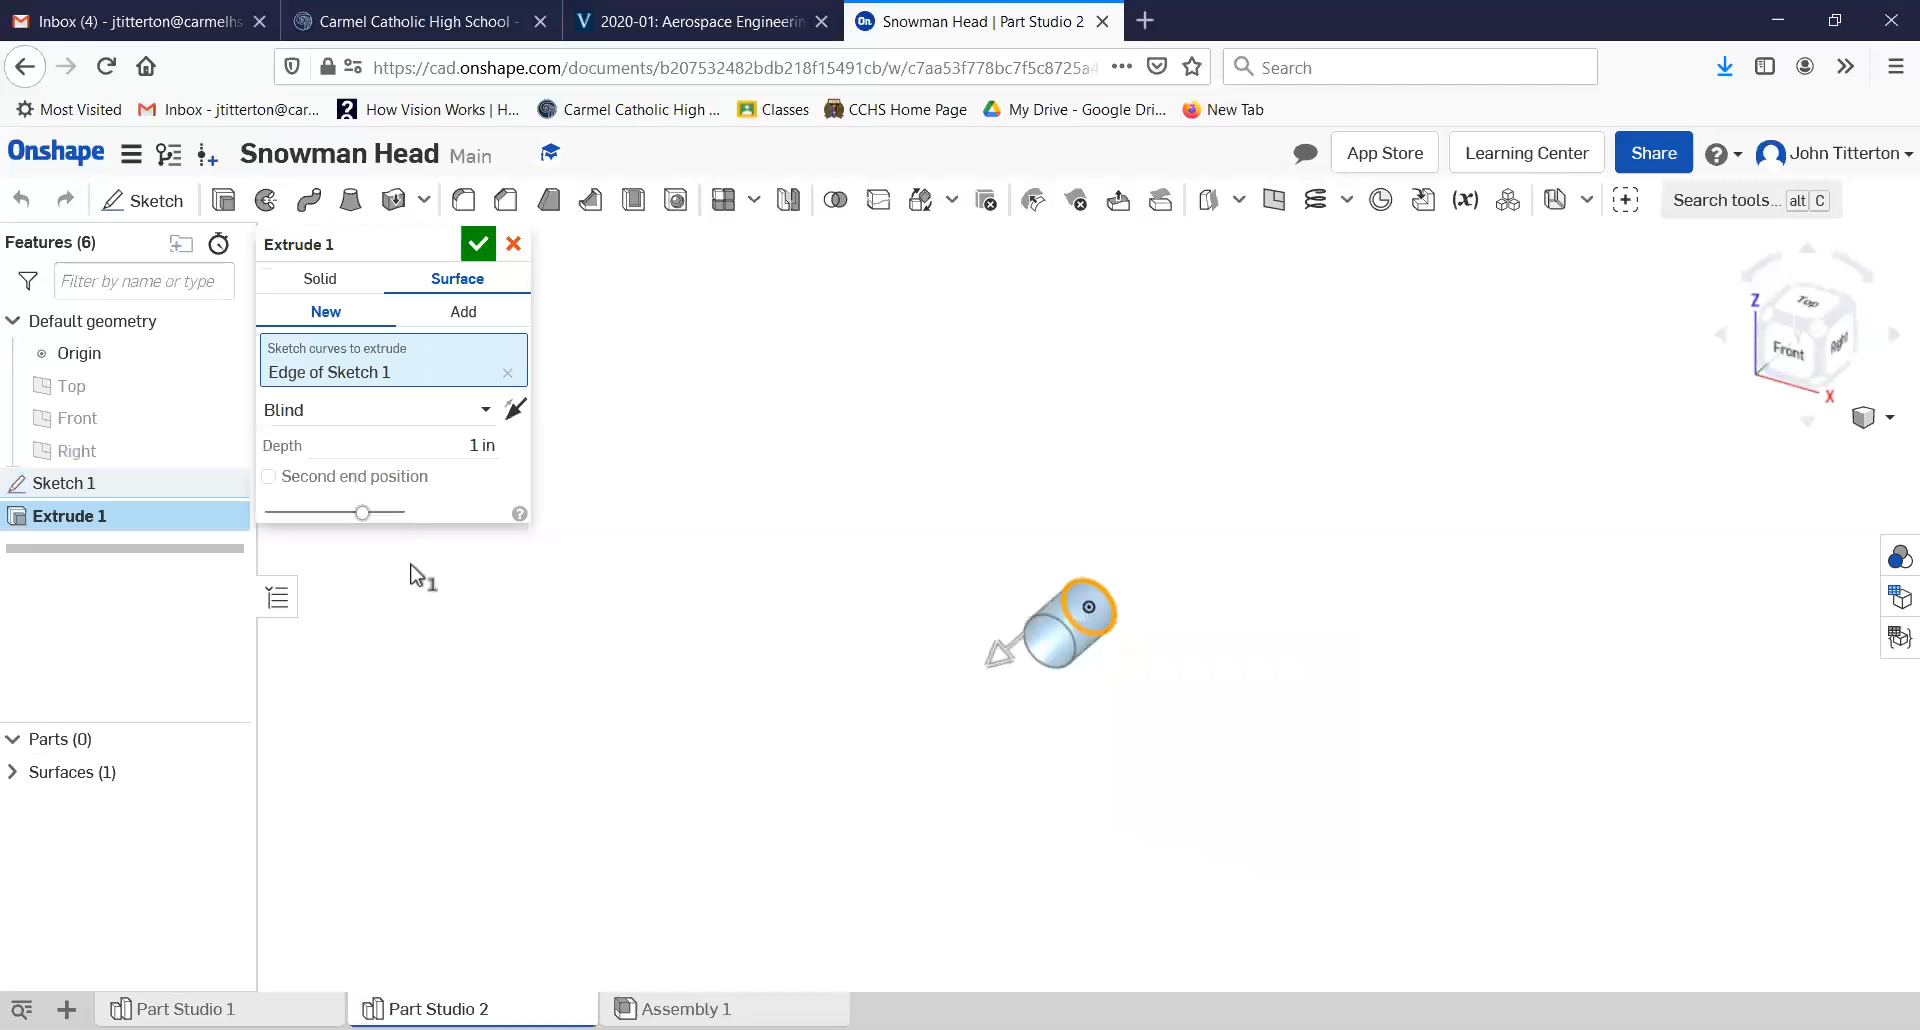 Inbox (4) - jtitterton@carmelhs
Carmel Catholic High School -
2020-01: Aerospace Engineerin
On Snowman Head | Part Studio 2
https://cad.onshape.com/documents/b207532482bdb218f15491cb/w/c7aa53f778bc7f5c8725a4
Search
Most Visited
Inbox - jtitterton@car...
How Vision Works | H...
Carmel Catholic High ...
Classes
CCHS Home Page
My Drive - Google Dri...
New Tab
Onshape
Snowman Head Main
App Store
Learning Center
Share
John Titterton
Sketch
(x)
Search tools... alt C
Features (6)
Filter by name or type
Default geometry
Origin
Top
Front
Right
Sketch 1
Extrude 1
Parts (0)
Surfaces (1)
Extrude 1
Solid
Surface
New
Add
Sketch curves to extrude
Edge of Sketch 1
Blind
Depth 1 in
Second end position
1
Z
Top
Front
Right
X
Part Studio 1
Part Studio 2
Assembly 1